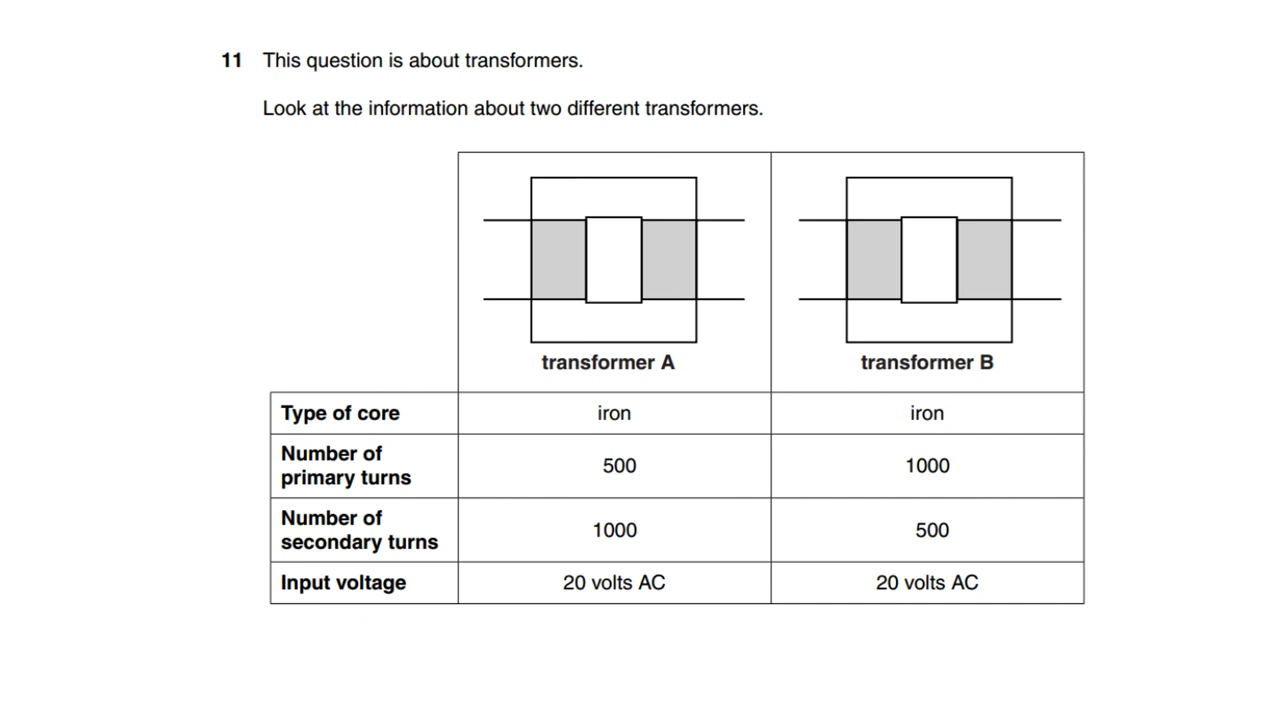 11 This question is about transformers.
Look at the information about two different transformers.
transformer A transformer B
Type of core iron iron
Number of
primary turns 500 1000
Number of
secondary turns 1000 500
Input voltage 20 volts AC 20 volts AC